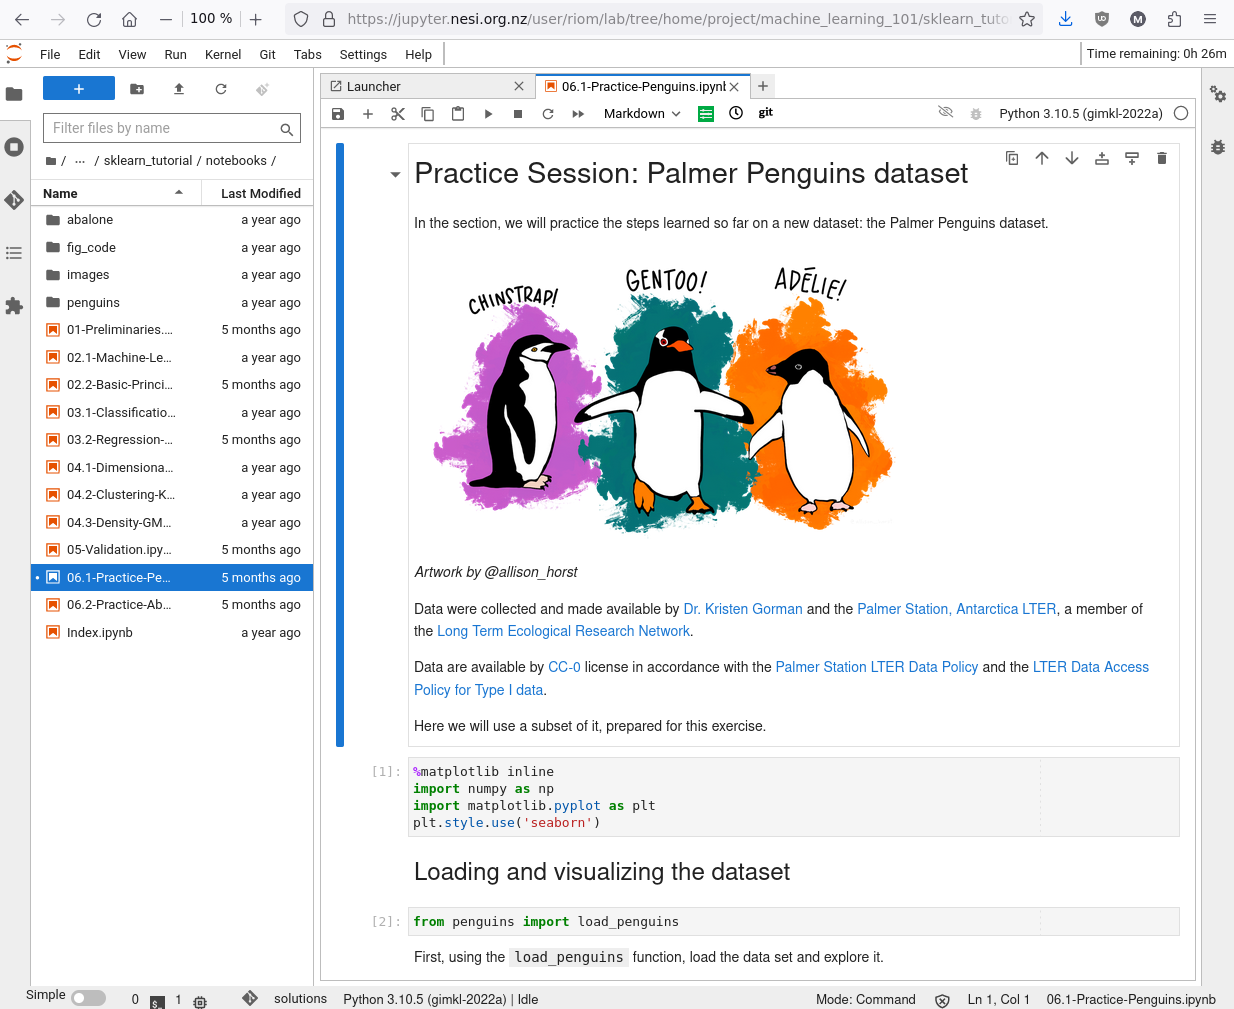 100 %
https://jupyter.nesi.org.nz/user/riom/lab/tree/home/project/machine_learning_101/sklearn_tuto
File Edit View Run Kernel Git Tabs Settings Help
Time remaining: 0h 26m
Launcher
06.1-Practice-Penguins.ipynb
Markdown
git
Python 3.10.5 (gimkl-2022a)
Filter files by name
/ ... / sklearn_tutorial / notebooks /
Name Last Modified
abalone a year ago
fig_code a year ago
images a year ago
penguins a year ago
01-Preliminaries.... 5 months ago
02.1-Machine-Le... a year ago
02.2-Basic-Princi... 5 months ago
03.1-Classificatio... a year ago
03.2-Regression-... 5 months ago
04.1-Dimensiona... a year ago
04.2-Clustering-K... a year ago
04.3-Density-GM... a year ago
05-Validation.ipy... 5 months ago
06.1-Practice-Pe... 5 months ago
06.2-Practice-Ab... 5 months ago
Index.ipynb a year ago
Practice Session: Palmer Penguins dataset
In the section, we will practice the steps learned so far on a new dataset: the Palmer Penguins dataset.
CHINSTRAP! GENTOO! ADÉLIE!
Artwork by @allison_horst
Data were collected and made available by Dr. Kristen Gorman and the Palmer Station, Antarctica LTER, a member of
the Long Term Ecological Research Network.
Data are available by CC-0 license in accordance with the Palmer Station LTER Data Policy and the LTER Data Access
Policy for Type I data.
Here we will use a subset of it, prepared for this exercise.
[1]: %matplotlib inline
import numpy as np
import matplotlib.pyplot as plt
plt.style.use('seaborn')
Loading and visualizing the dataset
[2]: from penguins import load_penguins
First, using the load_penguins function, load the data set and explore it.
Simple 0 1 solutions Python 3.10.5 (gimkl-2022a) | Idle Mode: Command Ln 1, Col 1 06.1-Practice-Penguins.ipynb